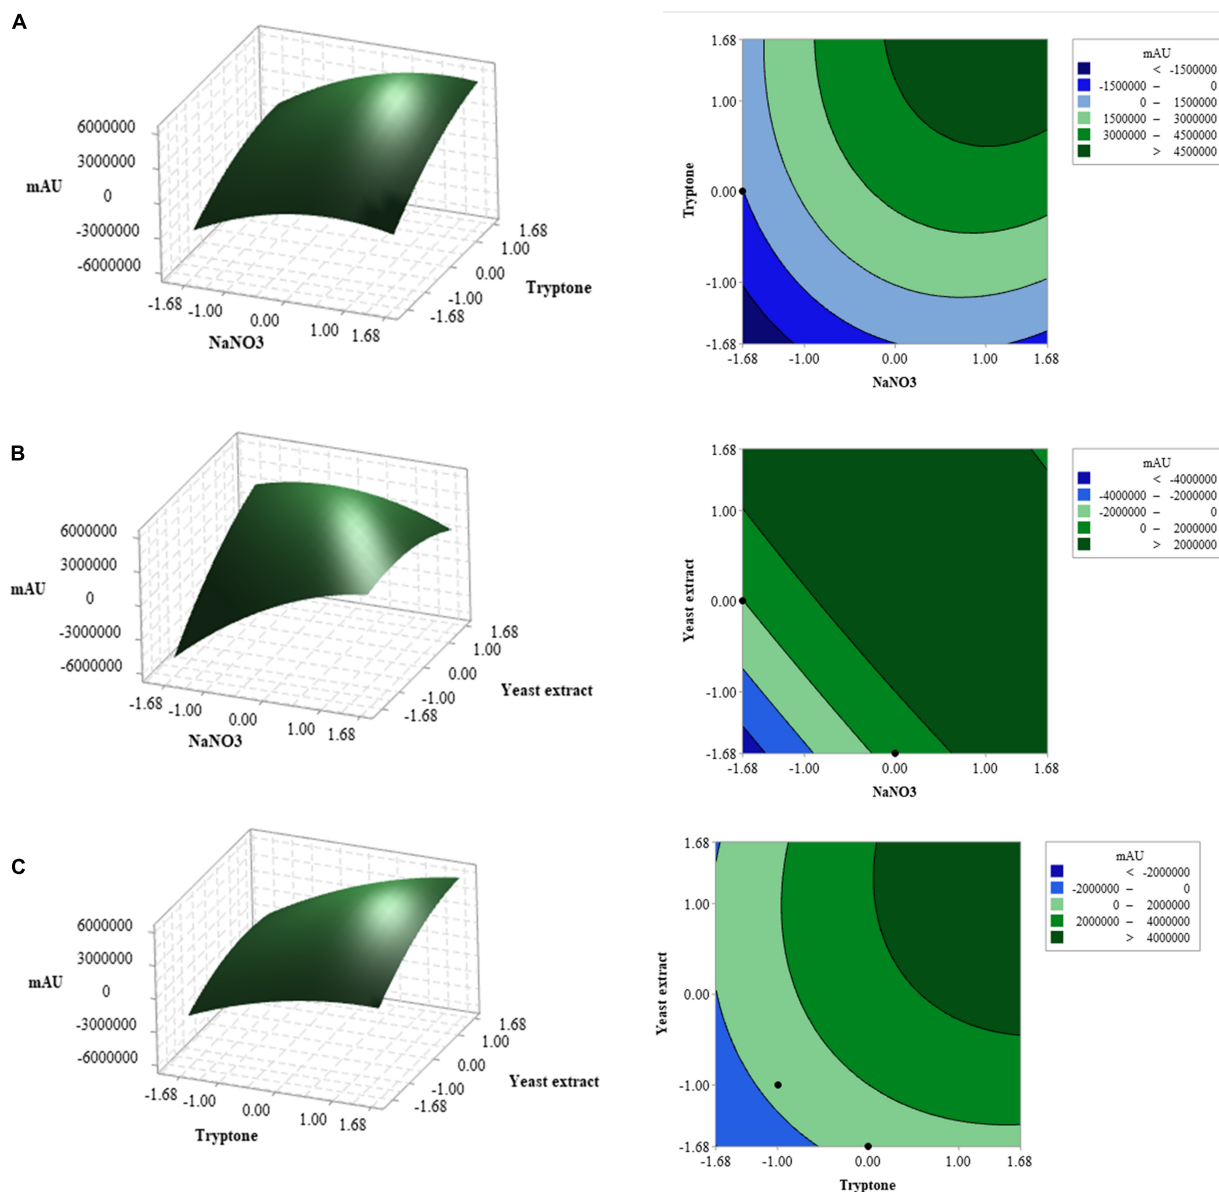 A
6000000
3000000
mAU
0
-3000000
-6000000
-1.68
-1.00
0.00
1.00
1.68
NaNO3
-1.68
-1.00
0.00
1.00
1.68
Tryptone
1.68
1.00
0.00
-1.00
-1.68
Tryptone
-1.68 -1.00 0.00 1.00 1.68
NaNO3
mAU
< -1500000
-1500000 – 0
0 – 1500000
1500000 – 3000000
3000000 – 4500000
> 4500000
B
6000000
3000000
mAU
0
-3000000
-6000000
-1.68
-1.00
0.00
1.00
1.68
NaNO3
-1.68
-1.00
0.00
1.00
1.68
Yeast extract
1.68
1.00
0.00
-1.00
-1.68
Yeast extract
-1.68 -1.00 0.00 1.00 1.68
NaNO3
mAU
< -4000000
-4000000 – -2000000
-2000000 – 0
0 – 2000000
> 2000000
C
6000000
3000000
mAU
0
-3000000
-6000000
-1.68
-1.00
0.00
1.00
1.68
Tryptone
-1.68
-1.00
0.00
1.00
1.68
Yeast extract
1.68
1.00
0.00
-1.00
-1.68
Yeast extract
-1.68 -1.00 0.00 1.00 1.68
Tryptone
mAU
< -2000000
-2000000 – 0
0 – 2000000
2000000 – 4000000
> 4000000